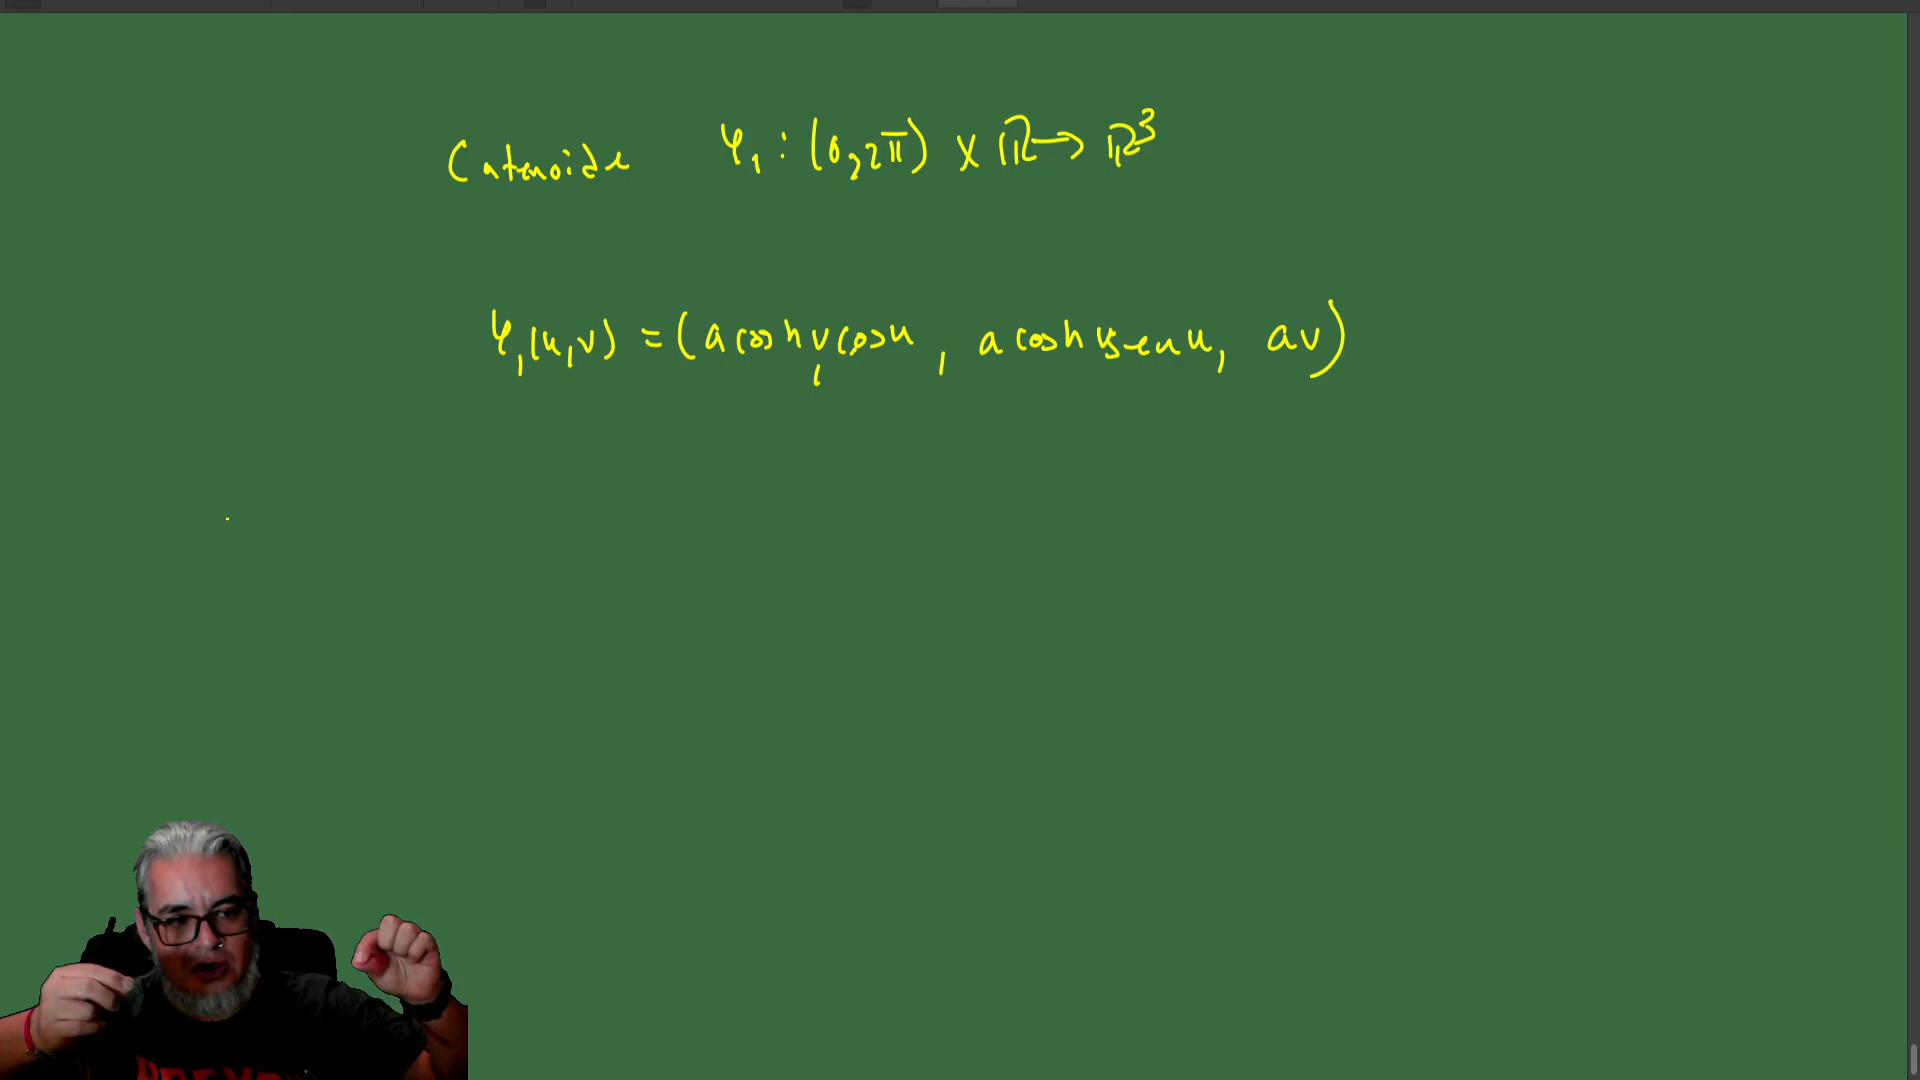 Catenoide φ₁ : (0, 2π) × ℝ → ℝ³
φ₁(u,v) = (a cosh v cos u, a cosh v sen u, av)